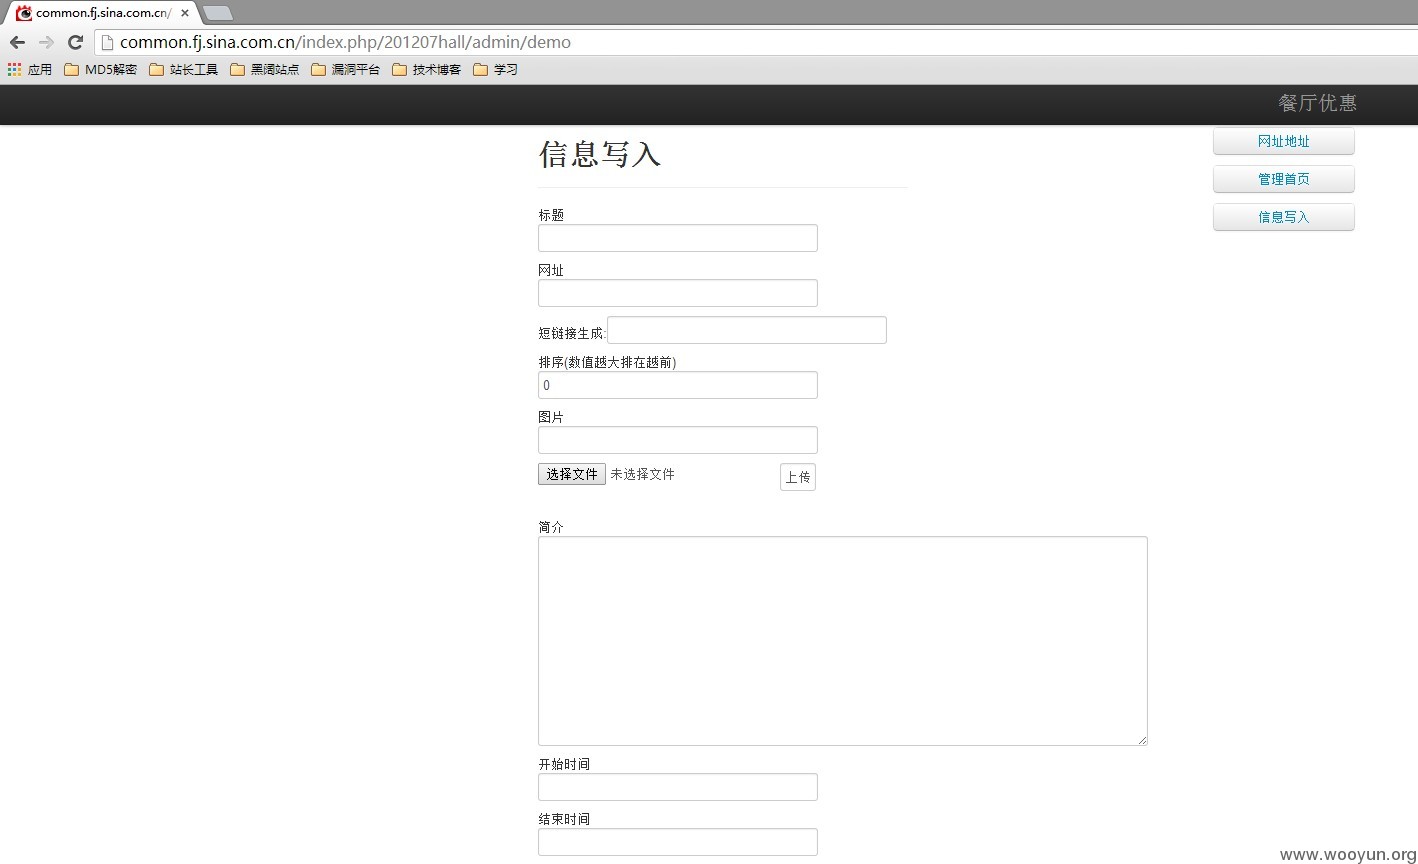 common.fj.sina.com.cn/
common.fj.sina.com.cn/index.php/201207hall/admin/demo
应用 MD5解密 站长工具 黑阔站点 漏洞平台 技术博客 学习
餐厅优惠
网址地址
管理首页
信息写入
信息写入
标题
网址
短链接生成:
排序(数值越大排在越前)
0
图片
选择文件 未选择文件 上传
简介
开始时间
结束时间
www.wooyun.org